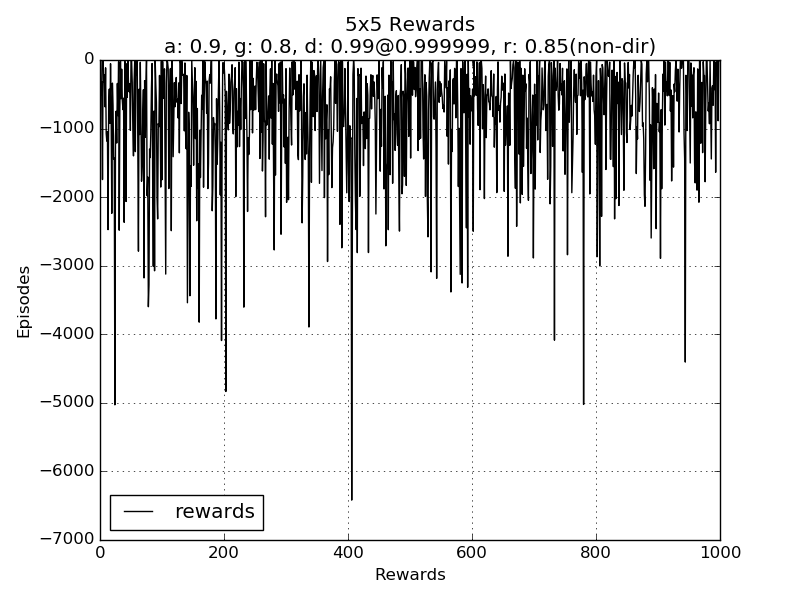 5x5 Rewards
a: 0.9, g: 0.8, d: 0.99@0.999999, r: 0.85(non-dir)
0
−1000
−2000
−3000
−4000
−5000
−6000
−7000
Episodes
rewards
0 200 400 600 800 1000
Rewards